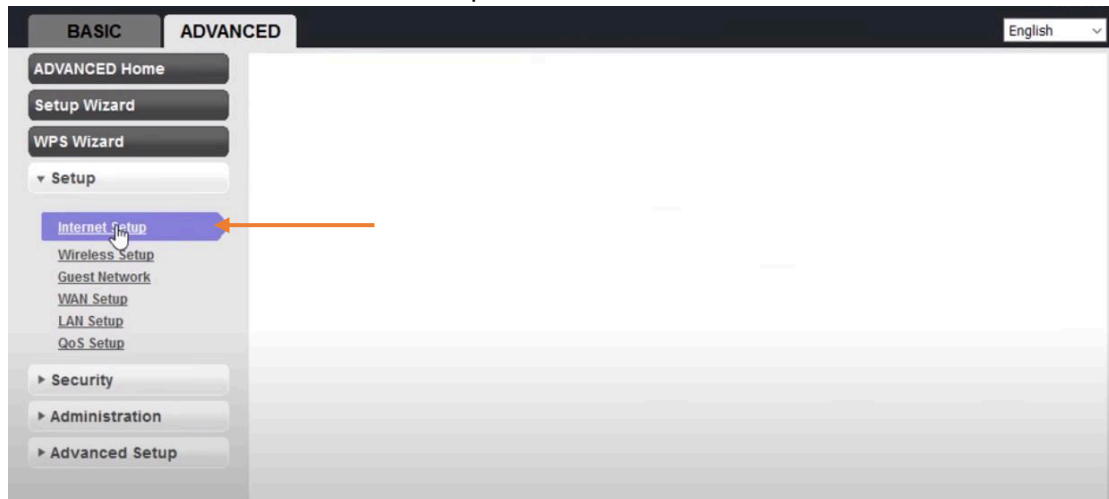 BASIC
ADVANCED
English
ADVANCED Home
Setup Wizard
WPS Wizard
Setup
Internet Setup
Wireless Setup
Guest Network
WAN Setup
LAN Setup
QoS Setup
Security
Administration
Advanced Setup